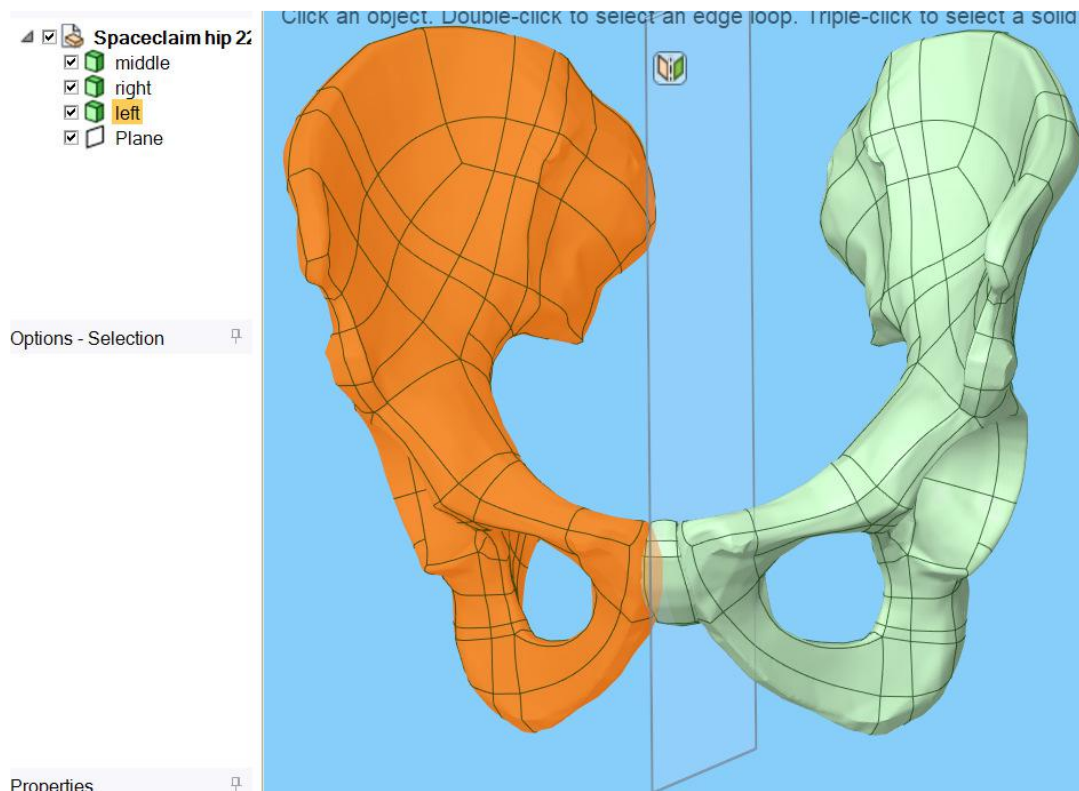 Click an object. Double-click to select an edge loop. Triple-click to select a solid
Spaceclaim hip 22
middle
right
left
Plane
Options - Selection
Properties